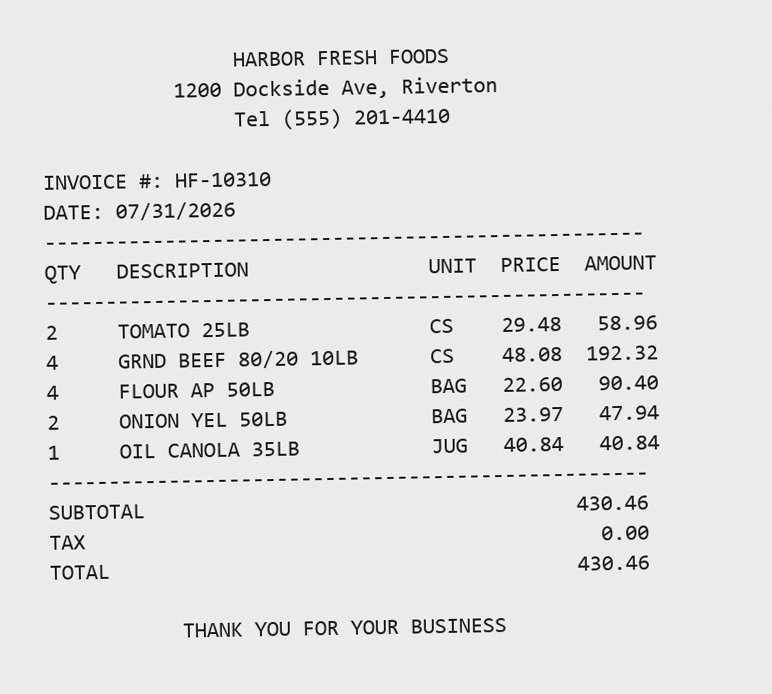 HARBOR FRESH FOODS
1200 Dockside Ave, Riverton
Tel (555) 201-4410
INVOICE #: HF-10310
DATE: 07/31/2026
--------------------------------------------------
QTY DESCRIPTION UNIT PRICE AMOUNT
--------------------------------------------------
2 TOMATO 25LB CS 29.48 58.96
4 GRND BEEF 80/20 10LB CS 48.08 192.32
4 FLOUR AP 50LB BAG 22.60 90.40
2 ONION YEL 50LB BAG 23.97 47.94
1 OIL CANOLA 35LB JUG 40.84 40.84
--------------------------------------------------
SUBTOTAL 430.46
TAX 0.00
TOTAL 430.46
THANK YOU FOR YOUR BUSINESS